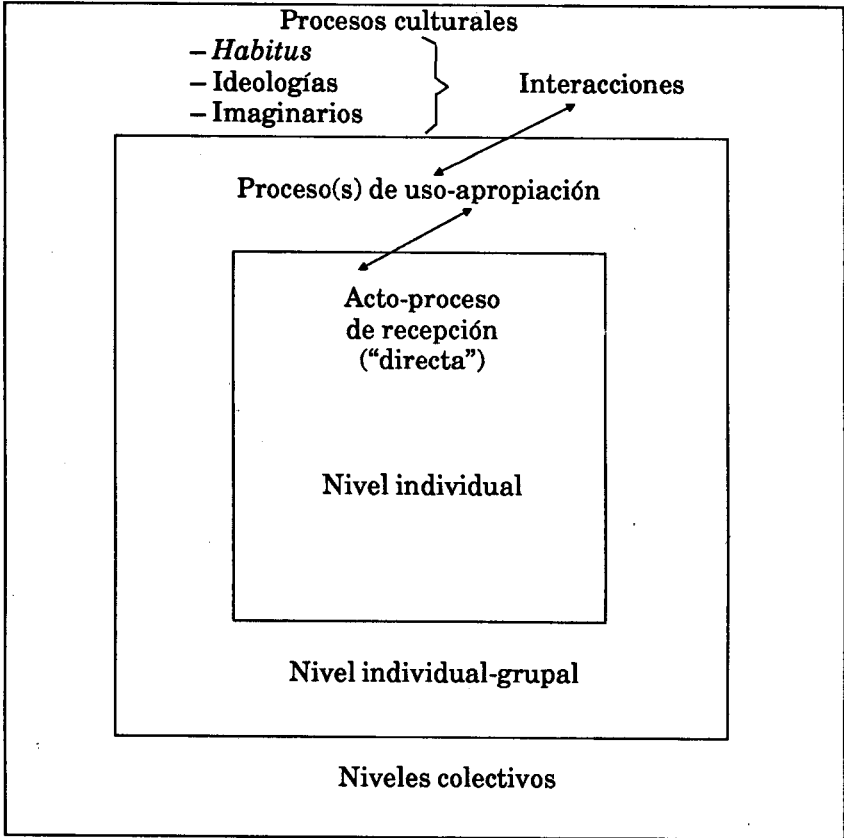 Procesos culturales
– Habitus
– Ideologías
– Imaginarios
Interacciones
Proceso(s) de uso-apropiación
Acto-proceso
de recepción
(“directa”)
Nivel individual
Nivel individual-grupal
Niveles colectivos